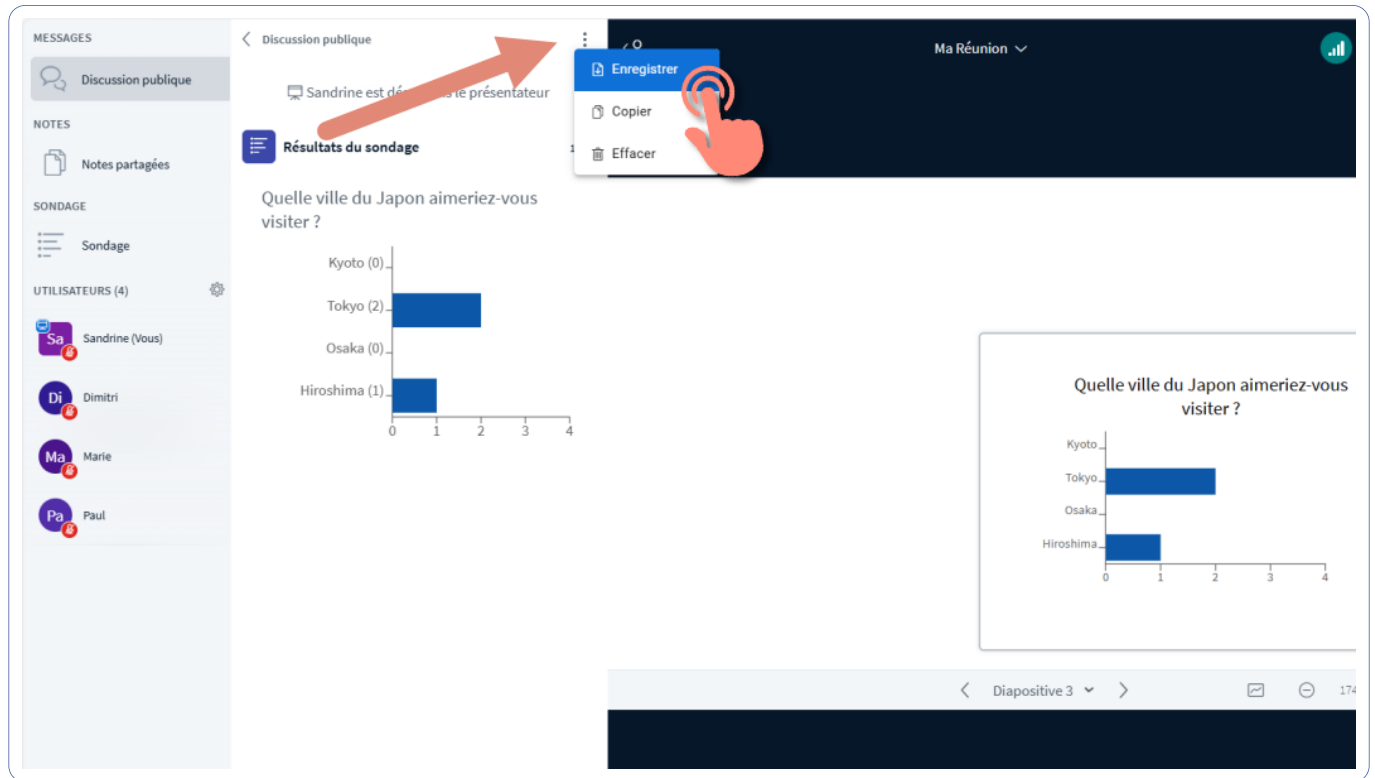 MESSAGES
Discussion publique
NOTES
Notes partagées
SONDAGE
Sondage
UTILISATEURS (4)
Sa
Sandrine (Vous)
Di
Dimitri
Ma
Marie
Pa
Paul
Discussion publique
Sandrine est le présentateur
Résultats du sondage
Quelle ville du Japon aimeriez-vous
visiter ?
Kyoto (0)
Tokyo (2)
Osaka (0)
Hiroshima (1)
0 1 2 3 4
Enregistrer
Copier
Effacer
Ma Réunion
Quelle ville du Japon aimeriez-vous
visiter ?
Kyoto
Tokyo
Osaka
Hiroshima
0 1 2 3 4
Diapositive 3
174